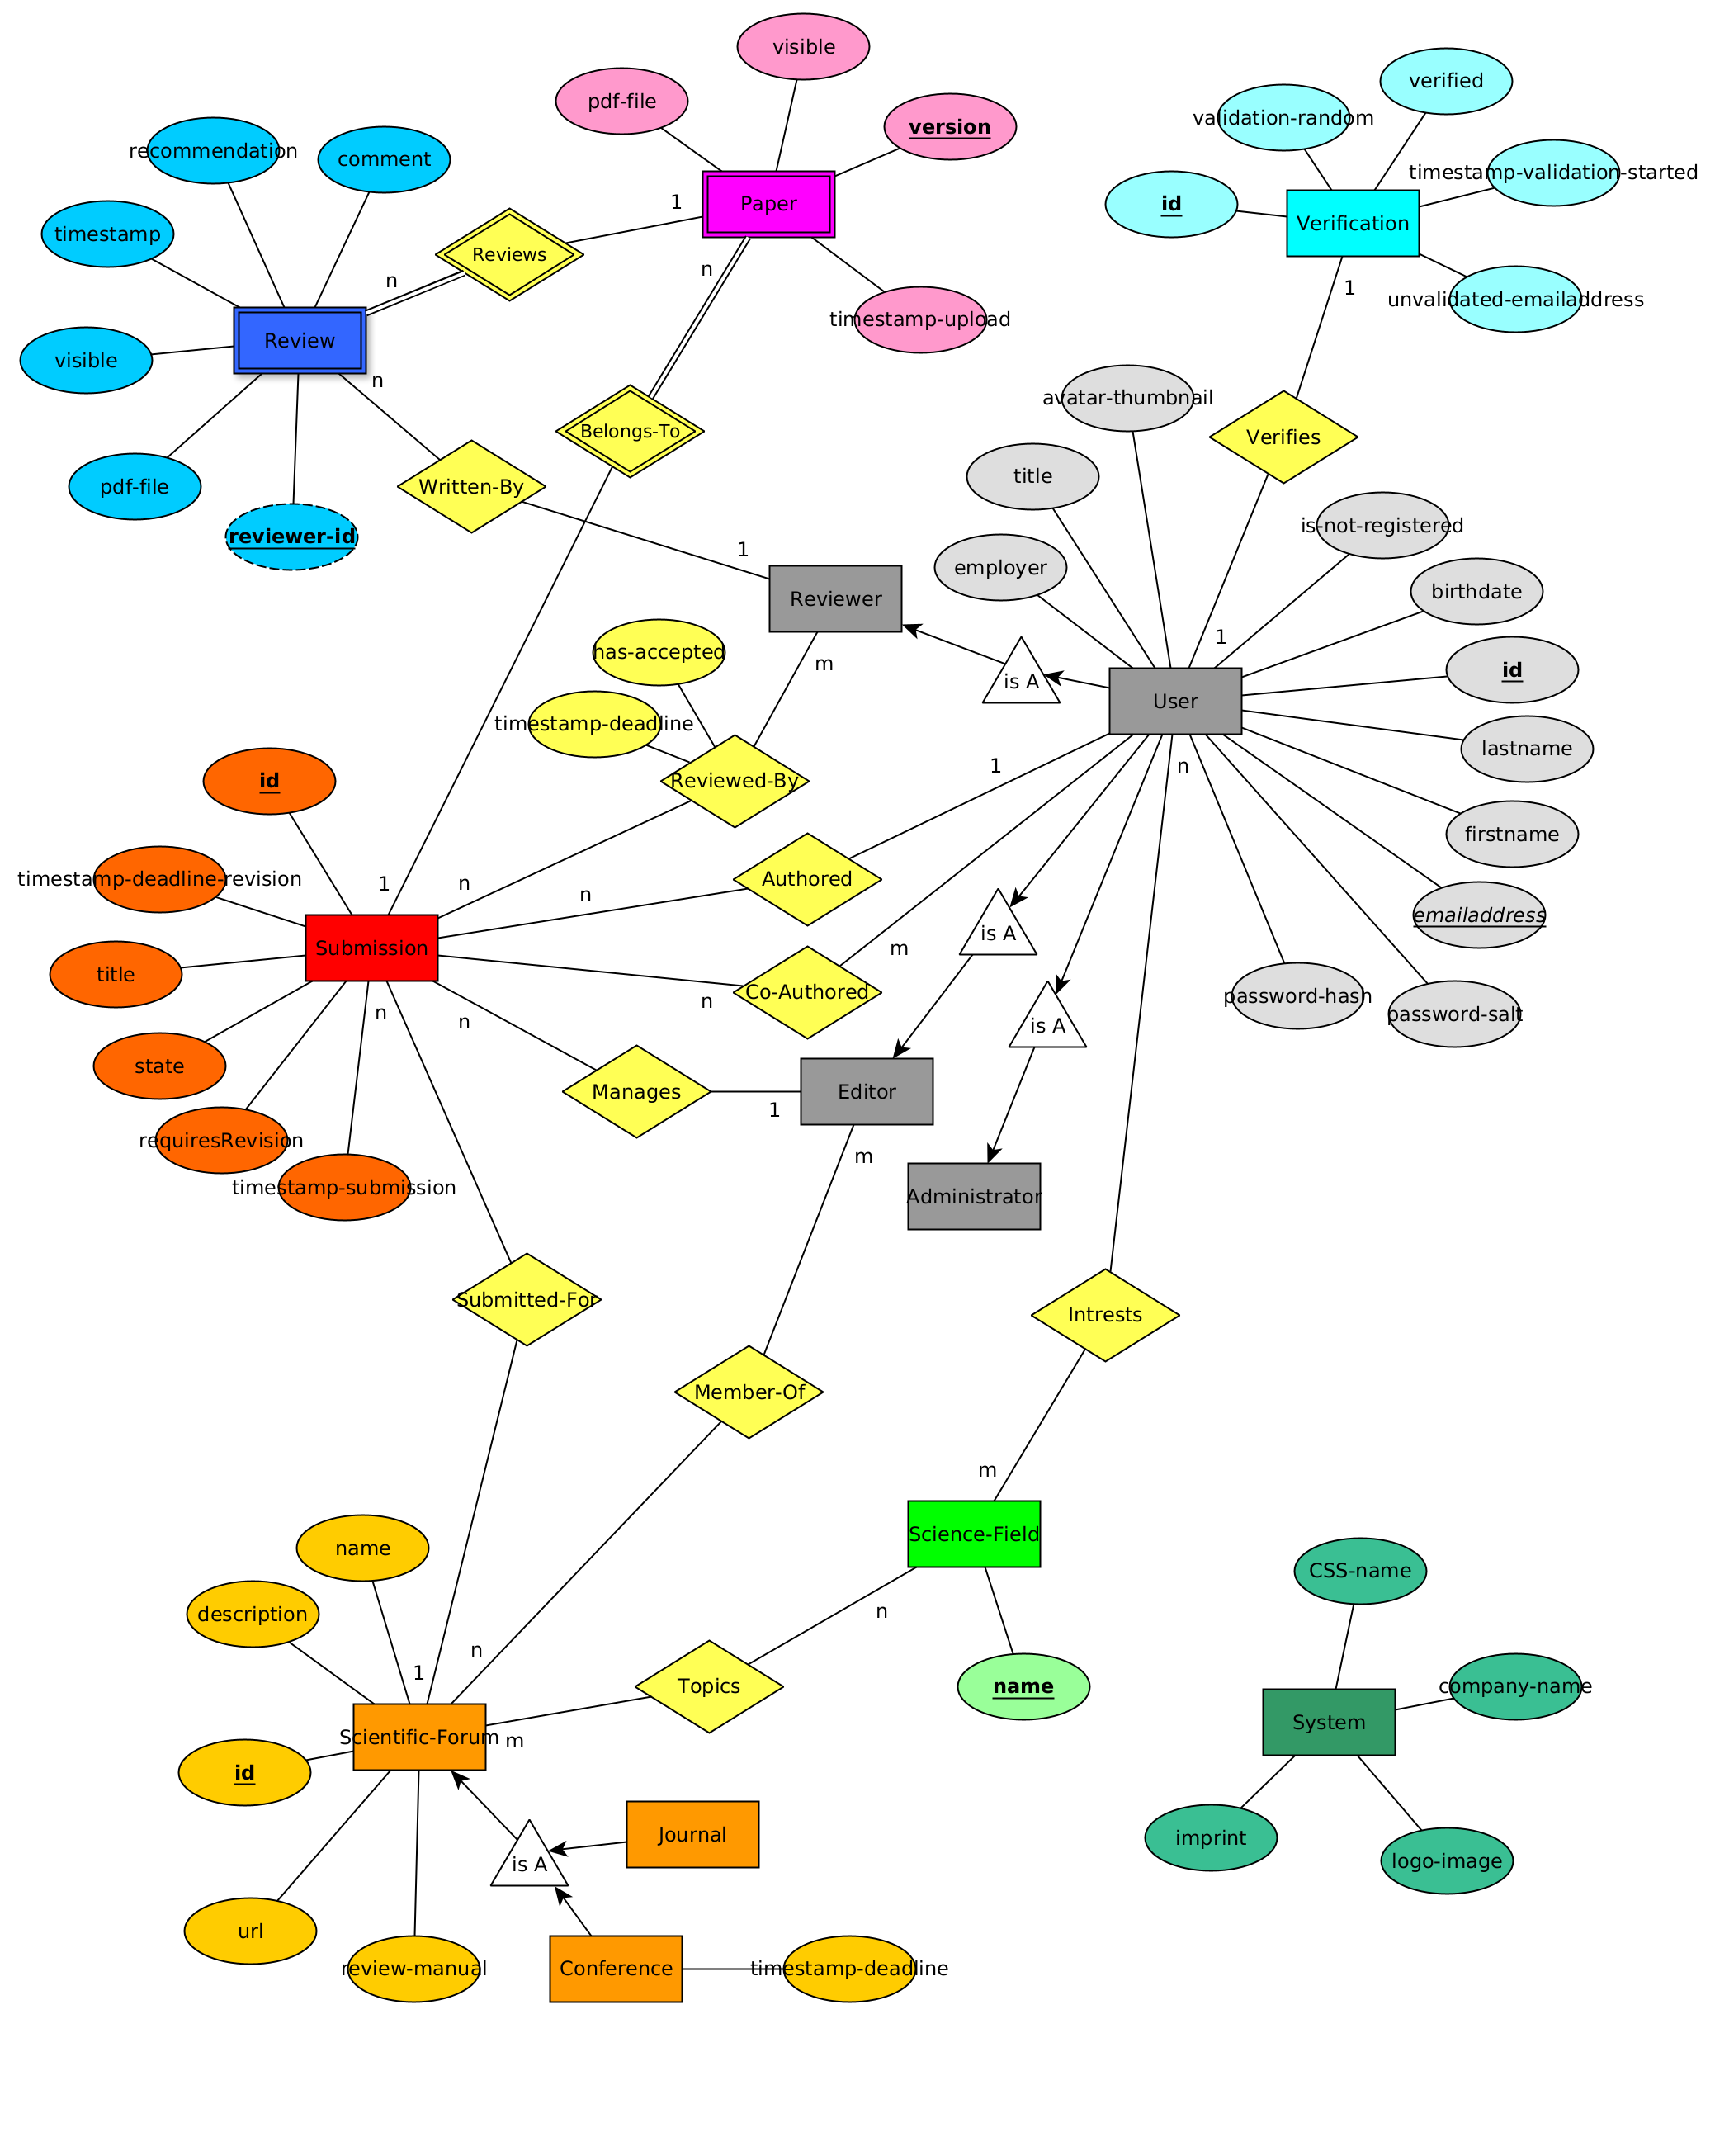 visible
pdf-file
version
verified
validation-random
recommendation
comment
timestamp-validation-started
id
Paper
1
Verification
timestamp
Reviews
n
1
unvalidated-emailaddress
n
timestamp-upload
Review
visible
n
avatar-thumbnail
Belongs-To
Verifies
title
pdf-file
Written-By
is-not-registered
reviewer-id
1
employer
birthdate
Reviewer
1
has-accepted
m
id
is A
User
timestamp-deadline
lastname
1
n
id
Reviewed-By
firstname
timestamp-deadline-revision
1
n
n
Authored
emailaddress
is A
Submission
m
title
n
Co-Authored
password-hash
n
n
password-salt
is A
state
Manages
1
Editor
requiresRevision
m
timestamp-submission
Administrator
Submitted-For
Intrests
Member-Of
m
name
Science-Field
CSS-name
description
n
n
1
Topics
name
company-name
Scientific-Forum
m
System
id
Journal
imprint
is A
logo-image
url
review-manual
Conference
timestamp-deadline